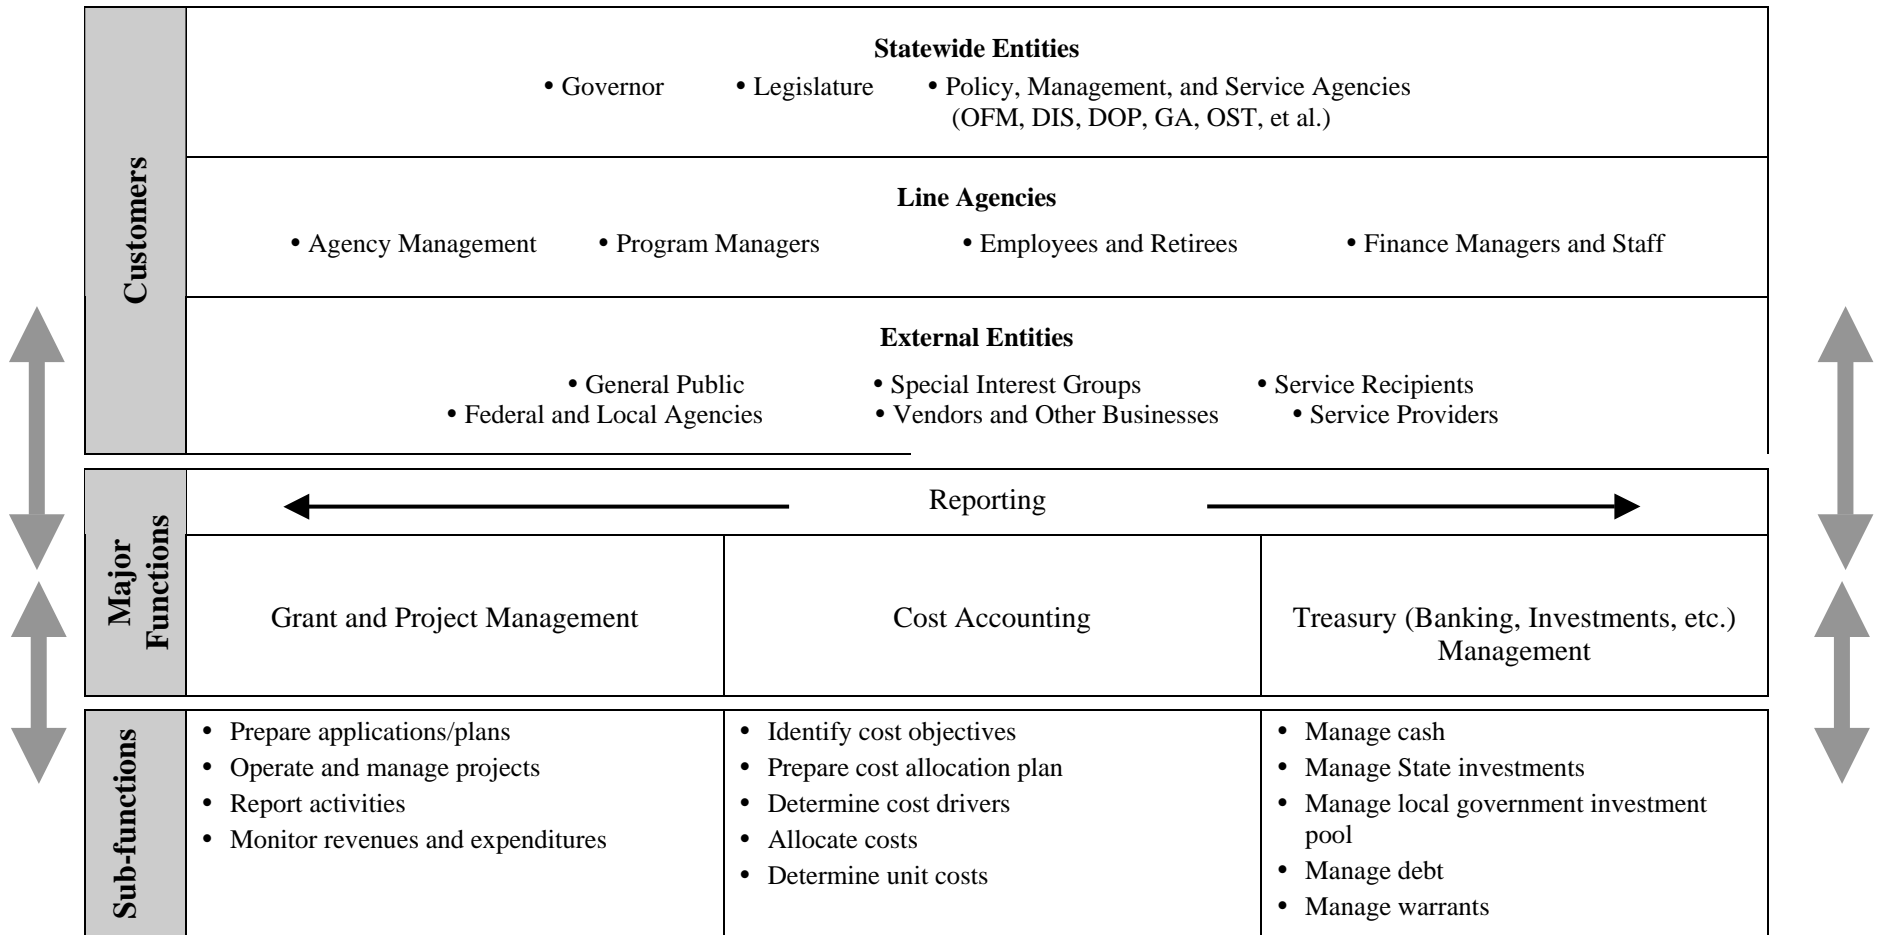 Customers
Statewide Entities
• Governor • Legislature • Policy, Management, and Service Agencies
(OFM, DIS, DOP, GA, OST, et al.)
Line Agencies
• Agency Management • Program Managers • Employees and Retirees • Finance Managers and Staff
External Entities
• General Public • Special Interest Groups • Service Recipients
• Federal and Local Agencies • Vendors and Other Businesses • Service Providers
Major
Functions
Reporting
Grant and Project Management
Cost Accounting
Treasury (Banking, Investments, etc.)
Management
Sub-functions
• Prepare applications/plans
• Operate and manage projects
• Report activities
• Monitor revenues and expenditures
• Identify cost objectives
• Prepare cost allocation plan
• Determine cost drivers
• Allocate costs
• Determine unit costs
• Manage cash
• Manage State investments
• Manage local government investment
pool
• Manage debt
• Manage warrants